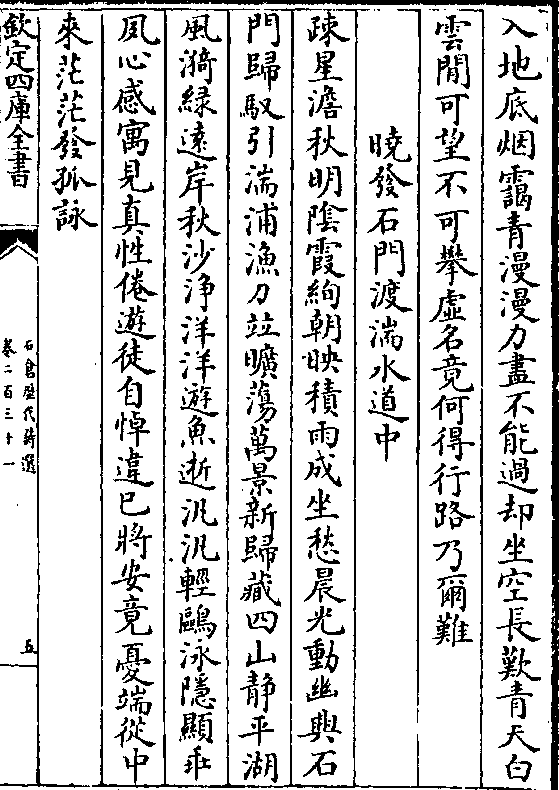 入地底烟靄青漫漫力盡不能過却坐空長歎青天白
雲閒可望不可攀虛名竟何得行路乃爾難
曉發石門渡湍水道中
疎星澹秋明陰霞絢朝映積雨成坐愁晨光動幽興石
門歸馭引湍浦漁刀竝曠蕩萬景新歸藏四山静平湖
風漪綠遠岸秋沙浄洋洋遊魚逝汎汎輕鷗泳隱顯乖
夙心感寓見真性倦遊徒自悼違已將安竟憂端從中
來茫茫發孤詠
欽定四庫全書
石倉歴代詩選
卷二百三十一
五